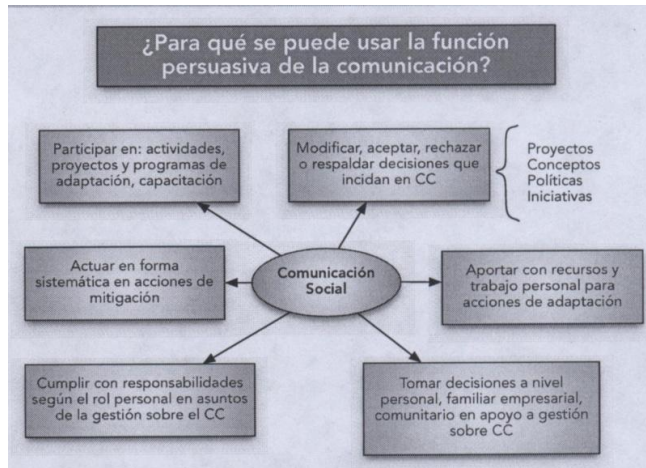 ¿Para qué se puede usar la función
persuasiva de la comunicación?
Participar en: actividades,
proyectos y programas de
adaptación, capacitación
Modificar, aceptar, rechazar
o respaldar decisiones que
incidan en CC
Proyectos
Conceptos
Políticas
Iniciativas
Actuar en forma
sistemática en acciones de
mitigación
Comunicación
Social
Aportar con recursos y
trabajo personal para
acciones de adaptación
Cumplir con responsabilidades
según el rol personal en asuntos
de la gestión sobre el CC
Tomar decisiones a nivel
personal, familiar empresarial,
comunitario en apoyo a gestión
sobre CC